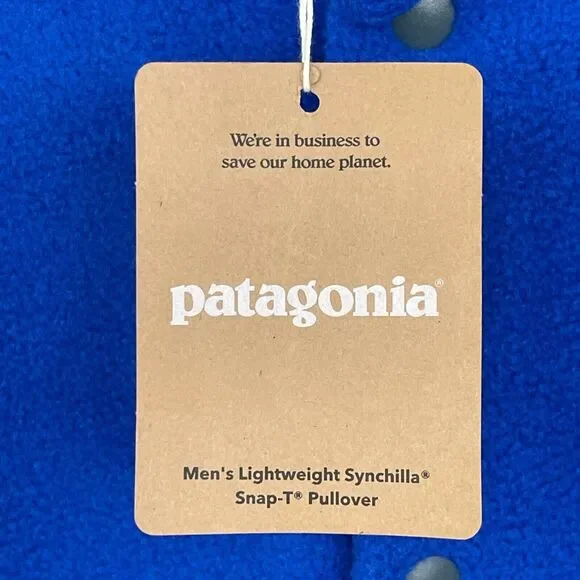 We're in business to
save our home planet.
patagonia®
Men's Lightweight Synchilla®
Snap-T® Pullover